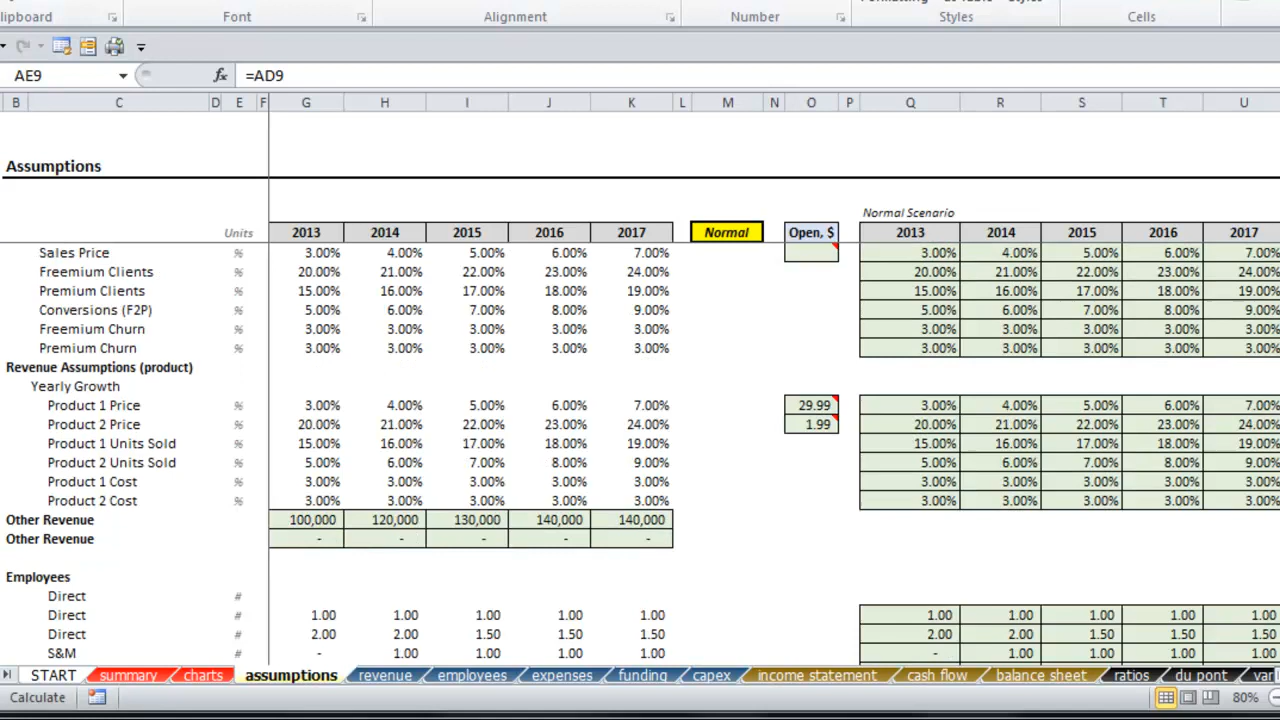 lipboard Font Alignment Number Styles Cells
AE9 fx =AD9
B C D E F G H I J K L M N O P Q R S T U
Assumptions
Normal Scenario
Units 2013 2014 2015 2016 2017 Normal Open, $ 2013 2014 2015 2016 2017
Sales Price % 3.00% 4.00% 5.00% 6.00% 7.00% 3.00% 4.00% 5.00% 6.00% 7.00%
Freemium Clients % 20.00% 21.00% 22.00% 23.00% 24.00% 20.00% 21.00% 22.00% 23.00% 24.00%
Premium Clients % 15.00% 16.00% 17.00% 18.00% 19.00% 15.00% 16.00% 17.00% 18.00% 19.00%
Conversions (F2P) % 5.00% 6.00% 7.00% 8.00% 9.00% 5.00% 6.00% 7.00% 8.00% 9.00%
Freemium Churn % 3.00% 3.00% 3.00% 3.00% 3.00% 3.00% 3.00% 3.00% 3.00% 3.00%
Premium Churn % 3.00% 3.00% 3.00% 3.00% 3.00% 3.00% 3.00% 3.00% 3.00% 3.00%
Revenue Assumptions (product)
Yearly Growth
Product 1 Price % 3.00% 4.00% 5.00% 6.00% 7.00% 29.99 3.00% 4.00% 5.00% 6.00% 7.00%
Product 2 Price % 20.00% 21.00% 22.00% 23.00% 24.00% 1.99 20.00% 21.00% 22.00% 23.00% 24.00%
Product 1 Units Sold % 15.00% 16.00% 17.00% 18.00% 19.00% 15.00% 16.00% 17.00% 18.00% 19.00%
Product 2 Units Sold % 5.00% 6.00% 7.00% 8.00% 9.00% 5.00% 6.00% 7.00% 8.00% 9.00%
Product 1 Cost % 3.00% 3.00% 3.00% 3.00% 3.00% 3.00% 3.00% 3.00% 3.00% 3.00%
Product 2 Cost % 3.00% 3.00% 3.00% 3.00% 3.00% 3.00% 3.00% 3.00% 3.00% 3.00%
Other Revenue 100,000 120,000 130,000 140,000 140,000
Other Revenue - - - - -
Employees
Direct #
Direct # 1.00 1.00 1.00 1.00 1.00 1.00 1.00 1.00 1.00 1.00
Direct # 2.00 2.00 1.50 1.50 1.50 2.00 2.00 1.50 1.50 1.50
S&M # - 1.00 1.00 1.00 1.00 - 1.00 1.00 1.00 1.00
START summary charts assumptions revenue employees expenses funding capex income statement cash flow balance sheet ratios du pont vari
Calculate 80%